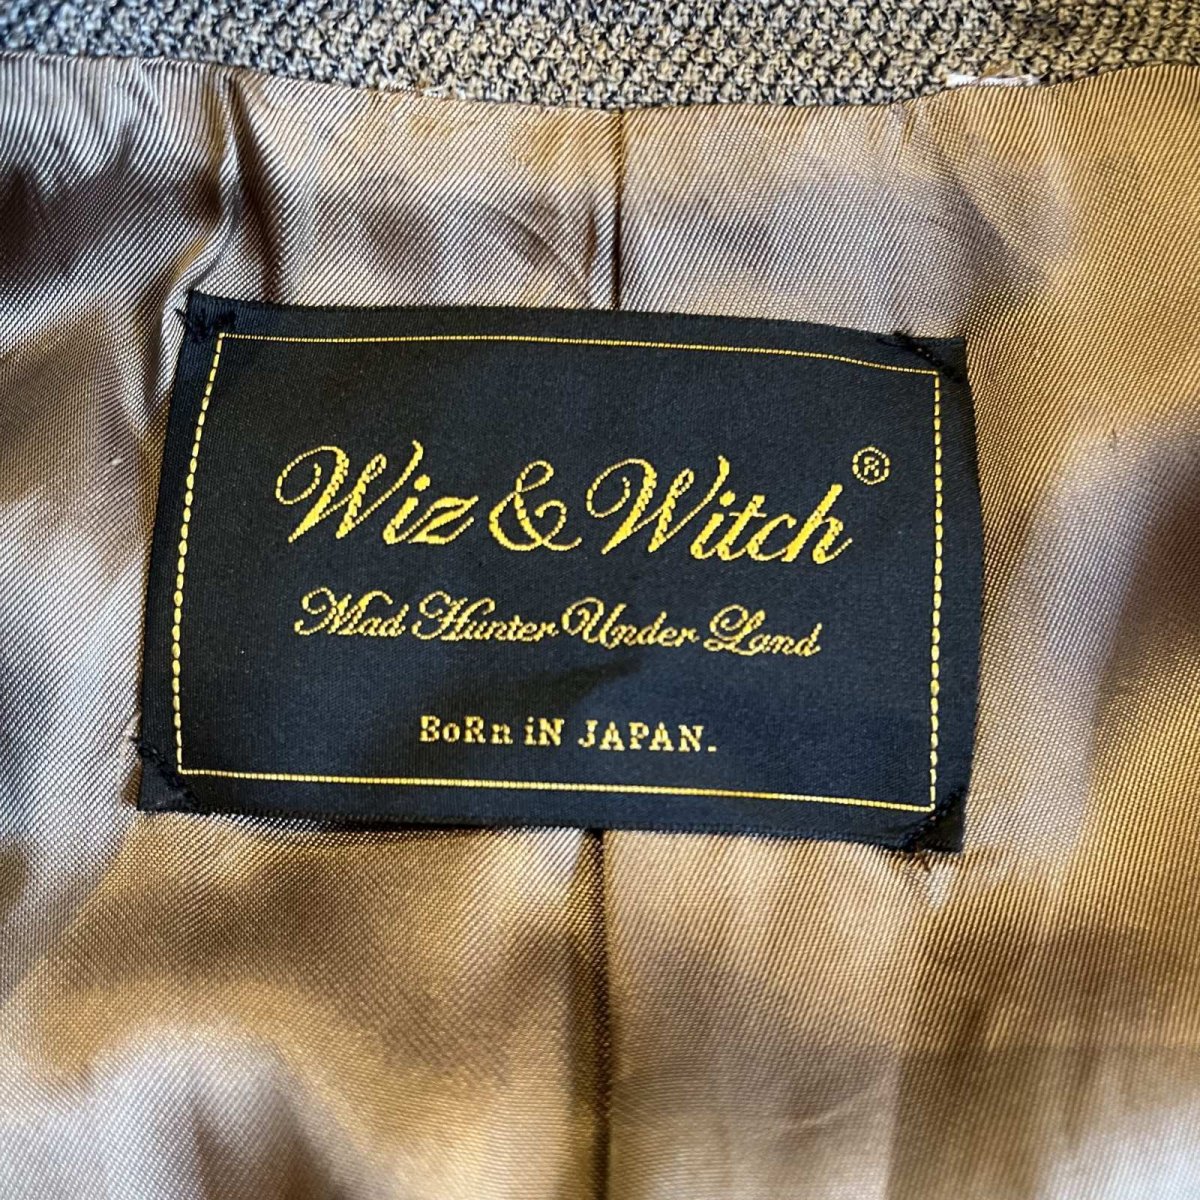 Wiz & Witch ®
Mad Hunter Under Land
BoRn iN JAPAN.